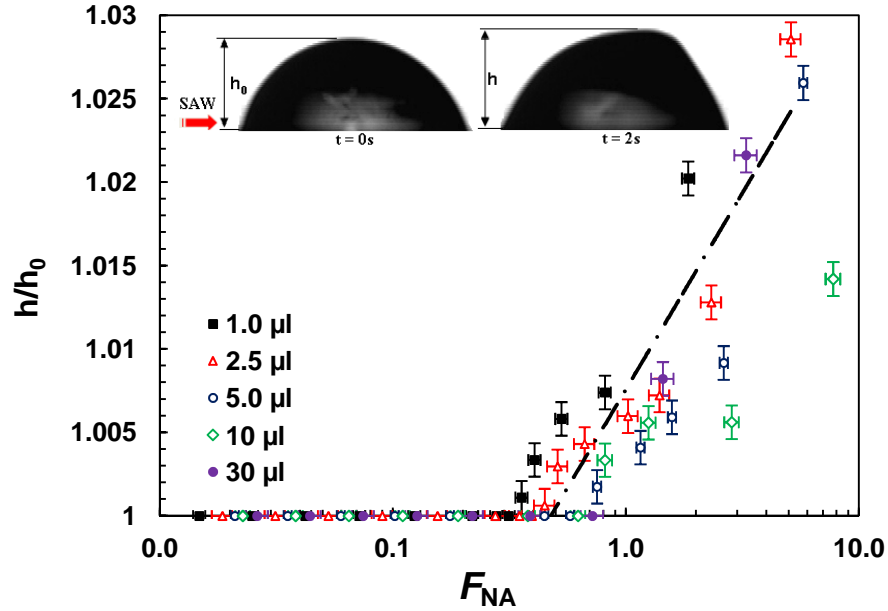 1.03
1.025
1.02
1.015
1.01
1.005
1
h/h0
SAW
h0
t = 0s
h
t = 2s
1.0 µl
2.5 µl
5.0 µl
10 µl
30 µl
0.0
0.1
1.0
10.0
FNA